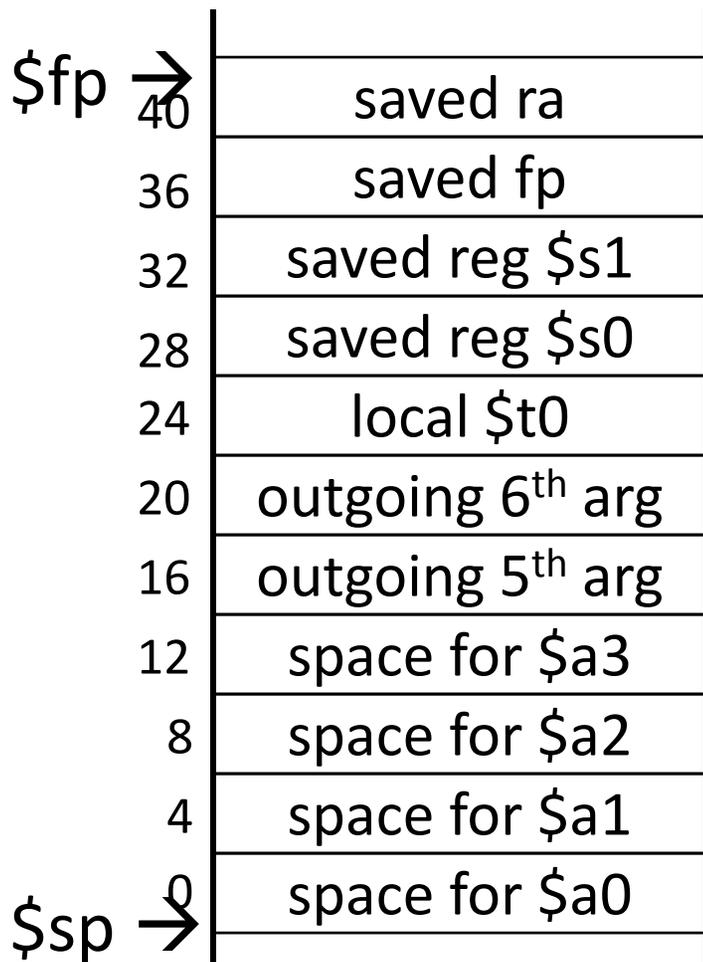 $fp →
40 saved ra
36 saved fp
32 saved reg $s1
28 saved reg $s0
24 local $t0
20 outgoing 6th arg
16 outgoing 5th arg
12 space for $a3
8 space for $a2
4 space for $a1
0 space for $a0
$sp →